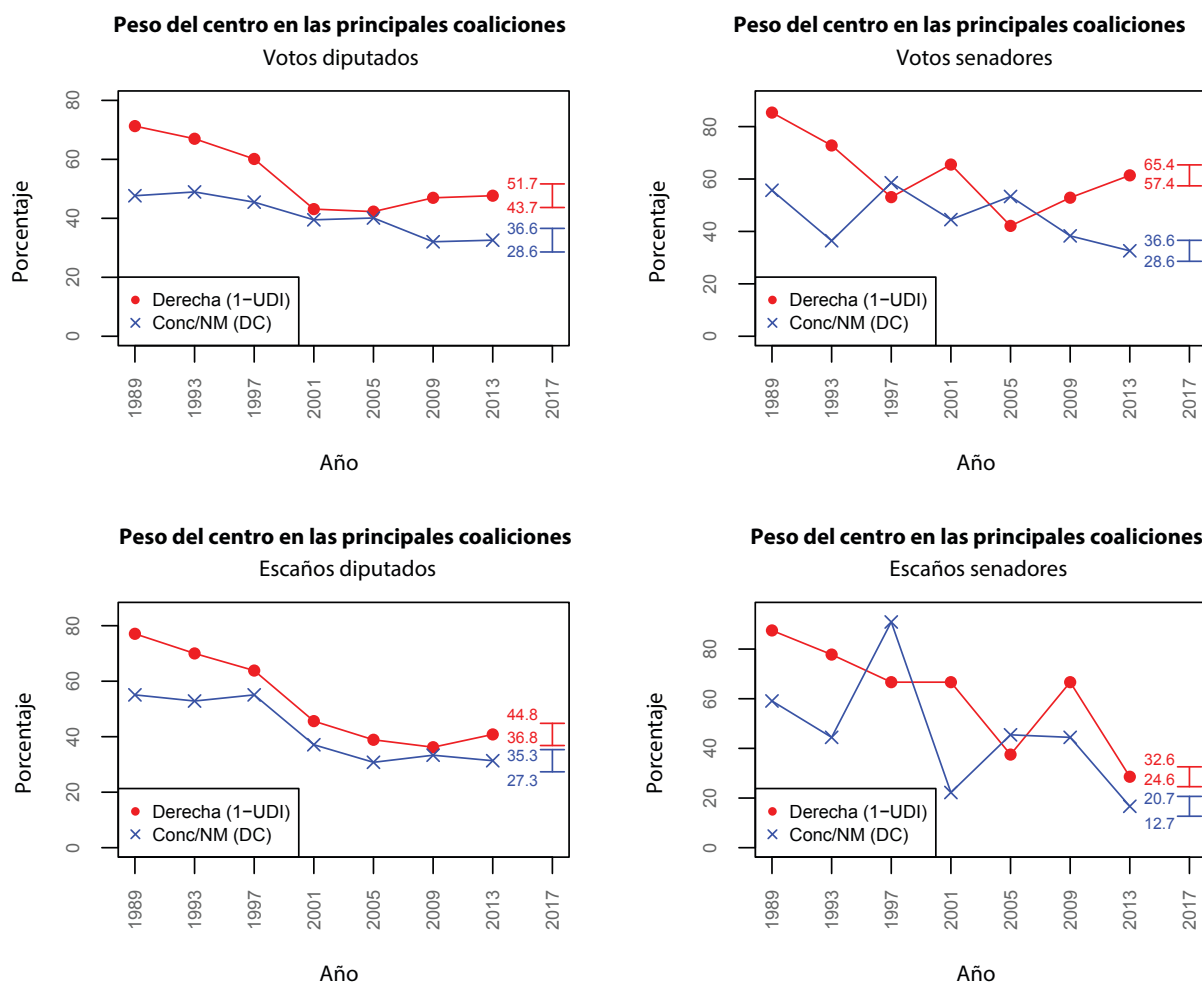 Peso del centro en las principales coaliciones
Votos diputados
Porcentaje
80
60
40
20
0
51.7
43.7
36.6
28.6
Derecha (1−UDI)
Conc/NM (DC)
1989
1993
1997
2001
2005
2009
2013
2017
Año
Peso del centro en las principales coaliciones
Votos senadores
Porcentaje
80
60
40
20
0
65.4
57.4
36.6
28.6
Derecha (1−UDI)
Conc/NM (DC)
1989
1993
1997
2001
2005
2009
2013
2017
Año
Peso del centro en las principales coaliciones
Escaños diputados
Porcentaje
80
60
40
20
0
44.8
36.8
35.3
27.3
Derecha (1−UDI)
Conc/NM (DC)
1989
1993
1997
2001
2005
2009
2013
2017
Año
Peso del centro en las principales coaliciones
Escaños senadores
Porcentaje
80
60
40
20
0
32.6
24.6
20.7
12.7
Derecha (1−UDI)
Conc/NM (DC)
1989
1993
1997
2001
2005
2009
2013
2017
Año